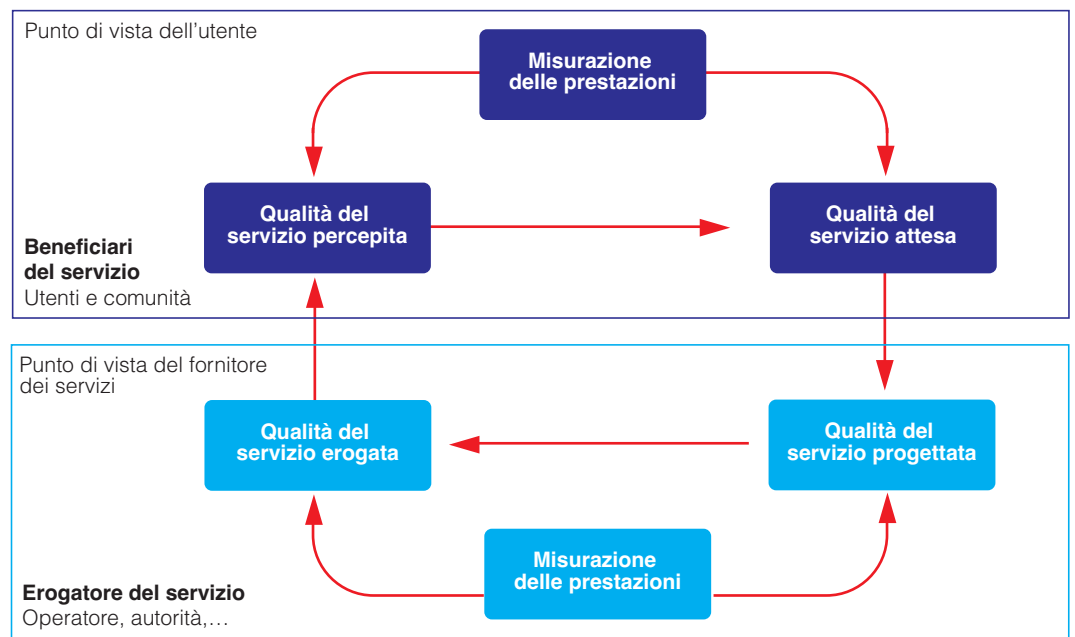 Punto di vista dell’utente
Misurazione
delle prestazioni
Qualità del
servizio percepita
Qualità del
servizio attesa
Beneficiari
del servizio
Utenti e comunità
Punto di vista del fornitore
dei servizi
Qualità del
servizio erogata
Qualità del
servizio progettata
Misurazione
delle prestazioni
Erogatore del servizio
Operatore, autorità,…